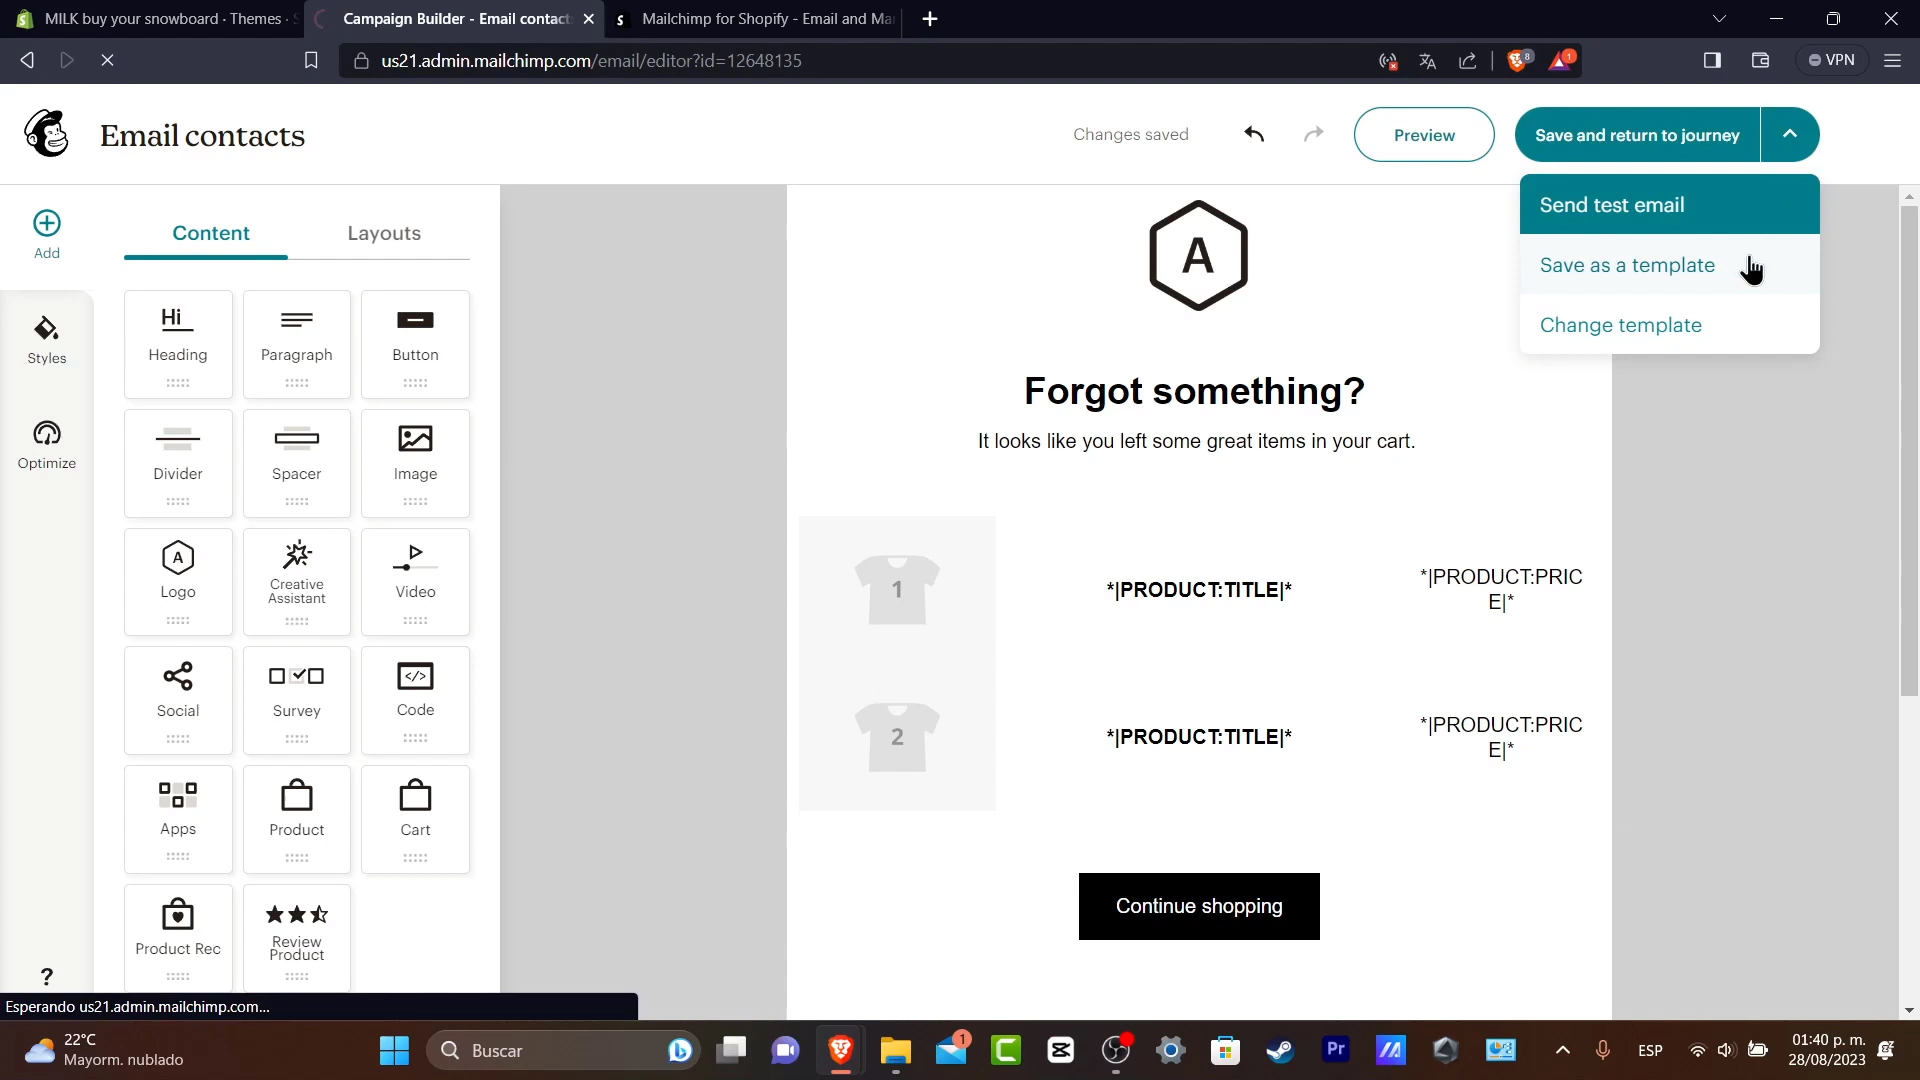 MILK buy your snowboard · Themes ·
Campaign Builder - Email contact
Mailchimp for Shopify - Email and Ma
us21.admin.mailchimp.com/email/editor?id=12648135
8
1
VPN
Email contacts
Changes saved
Preview
Save and return to journey
Send test email
Save as a template
Change template
Add
Styles
Optimize
Content
Layouts
Hi
Heading
Paragraph
Button
Divider
Spacer
Image
A
Logo
Creative
Assistant
Video
Social
Survey
</>
Code
Apps
Product
Cart
Product Rec
Review
Product
?
A
Forgot something?
It looks like you left some great items in your cart.
1
*|PRODUCT:TITLE|*
*|PRODUCT:PRIC
E|*
2
*|PRODUCT:TITLE|*
*|PRODUCT:PRIC
E|*
Continue shopping
Esperando us21.admin.mailchimp.com...
22°C
Mayorm. nublado
Buscar
1
Pr
ESP
01:40 p. m.
28/08/2023